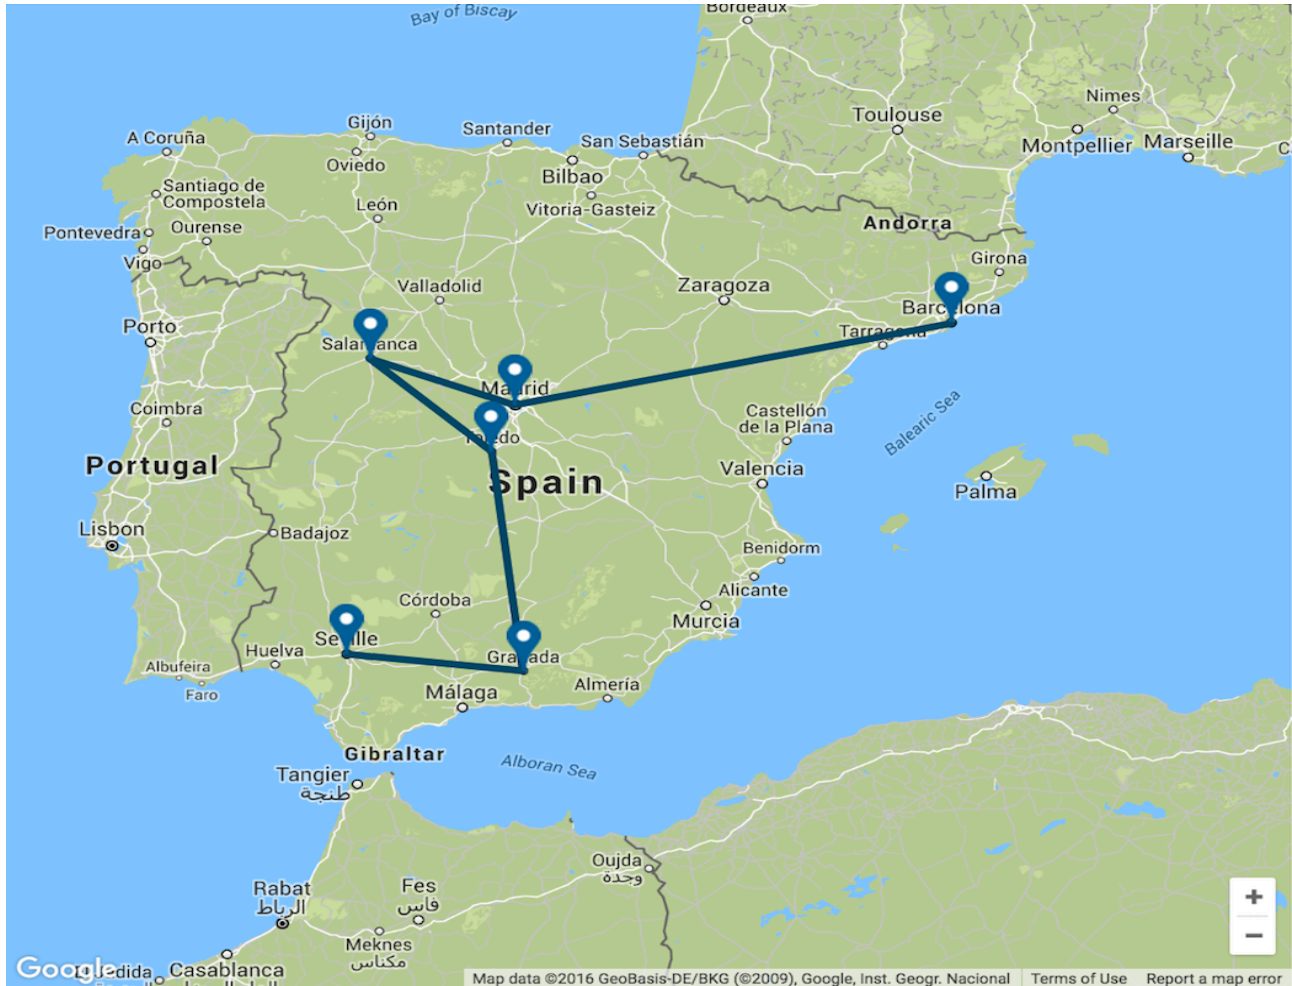 Bordeaux
Bay of Biscay
Nimes
Toulouse
Gijón
A Coruña
Santander
San Sebastián
Montpellier
Marseille
Oviedo
Bilbao
Santiago de
Compostela
León
Vitoria-Gasteiz
Andorra
Pontevedra
Ourense
Vigo
Girona
Valladolid
Zaragoza
Barcelona
Porto
Salamanca
Tarragona
Madrid
Coimbra
Castellón
de la Plana
Balearic Sea
Toledo
Portugal
Spain
Valencia
Palma
Lisbon
Badajoz
Benidorm
Alicante
Córdoba
Murcia
Seville
Huelva
Granada
Albufeira
Faro
Málaga
Almería
Gibraltar
Alboran Sea
Tangier
طنجة
Oujda
وجدة
Rabat
الرباط
Fes
فاس
Meknes
مكناس
Casablanca
Google
+
−
Map data ©2016 GeoBasis-DE/BKG (©2009), Google, Inst. Geogr. Nacional
Terms of Use
Report a map error